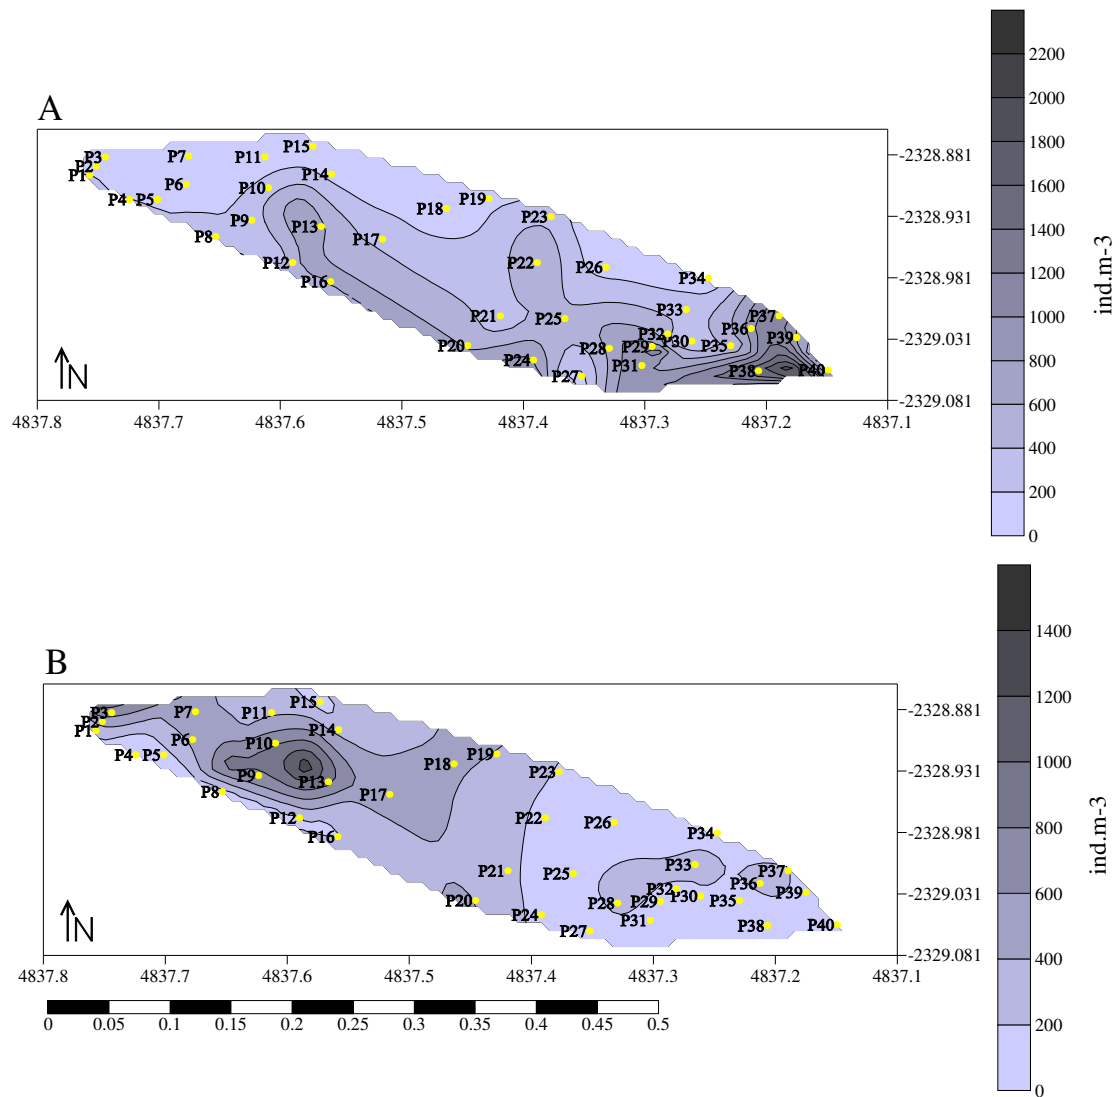 A
2200
2000
1800
1600
1400
1200
1000
800
600
400
200
0
ind.m-3
P15
P3 P7 P11
P2
P1 P6 P14
P10
P4 P5 P19
P18
P9 P23
P8 P13
P17
P12 P22 P26
P16 P34
P33
P21 P25 P37
P36
P32 P39
P20 P28 P29 P30 P35
P24 P31
P27 P38 P40
N
-2328.881
-2328.931
-2328.981
-2329.031
-2329.081
4837.8 4837.7 4837.6 4837.5 4837.4 4837.3 4837.2 4837.1
B
1400
1200
1000
800
600
400
200
0
ind.m-3
P15
P3 P7 P11
P2
P1 P14
P6 P10
P4 P5 P19
P18
P9 P23
P13
P8 P17
P12 P22 P26
P16 P34
P33
P21 P25 P37
P36
P32 P39
P20 P28 P29 P30 P35
P24 P31
P27 P38 P40
N
-2328.881
-2328.931
-2328.981
-2329.031
-2329.081
4837.8 4837.7 4837.6 4837.5 4837.4 4837.3 4837.2 4837.1
0 0.05 0.1 0.15 0.2 0.25 0.3 0.35 0.4 0.45 0.5